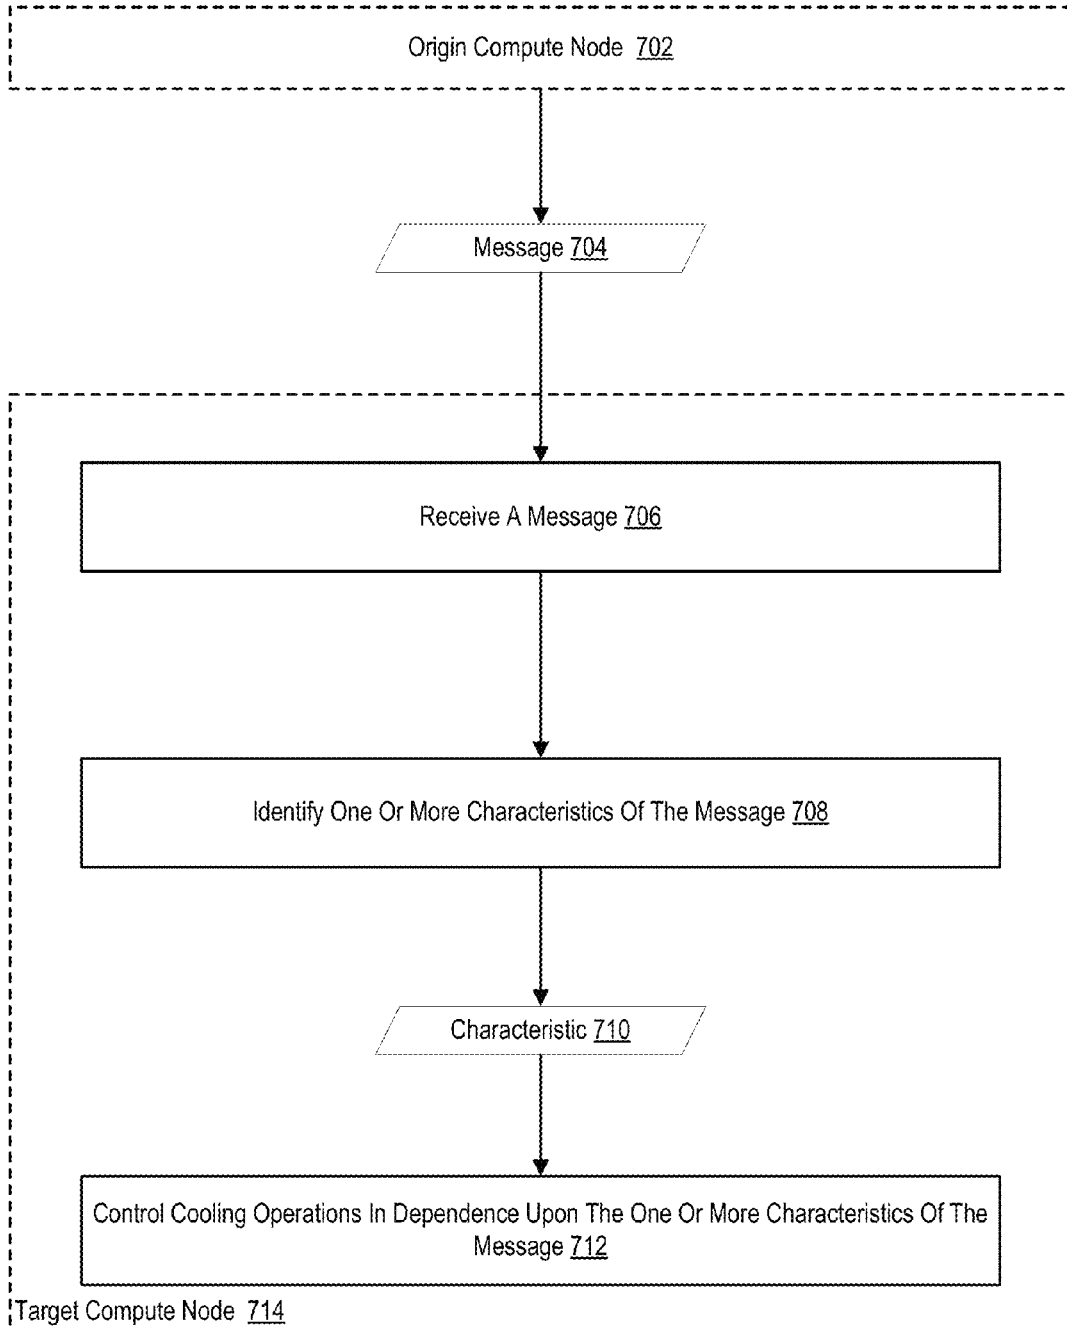 Origin Compute Node 702
Message 704
Receive A Message 706
Identify One Or More Characteristics Of The Message 708
Characteristic 710
Control Cooling Operations In Dependence Upon The One Or More Characteristics Of The
Message 712
Target Compute Node 714